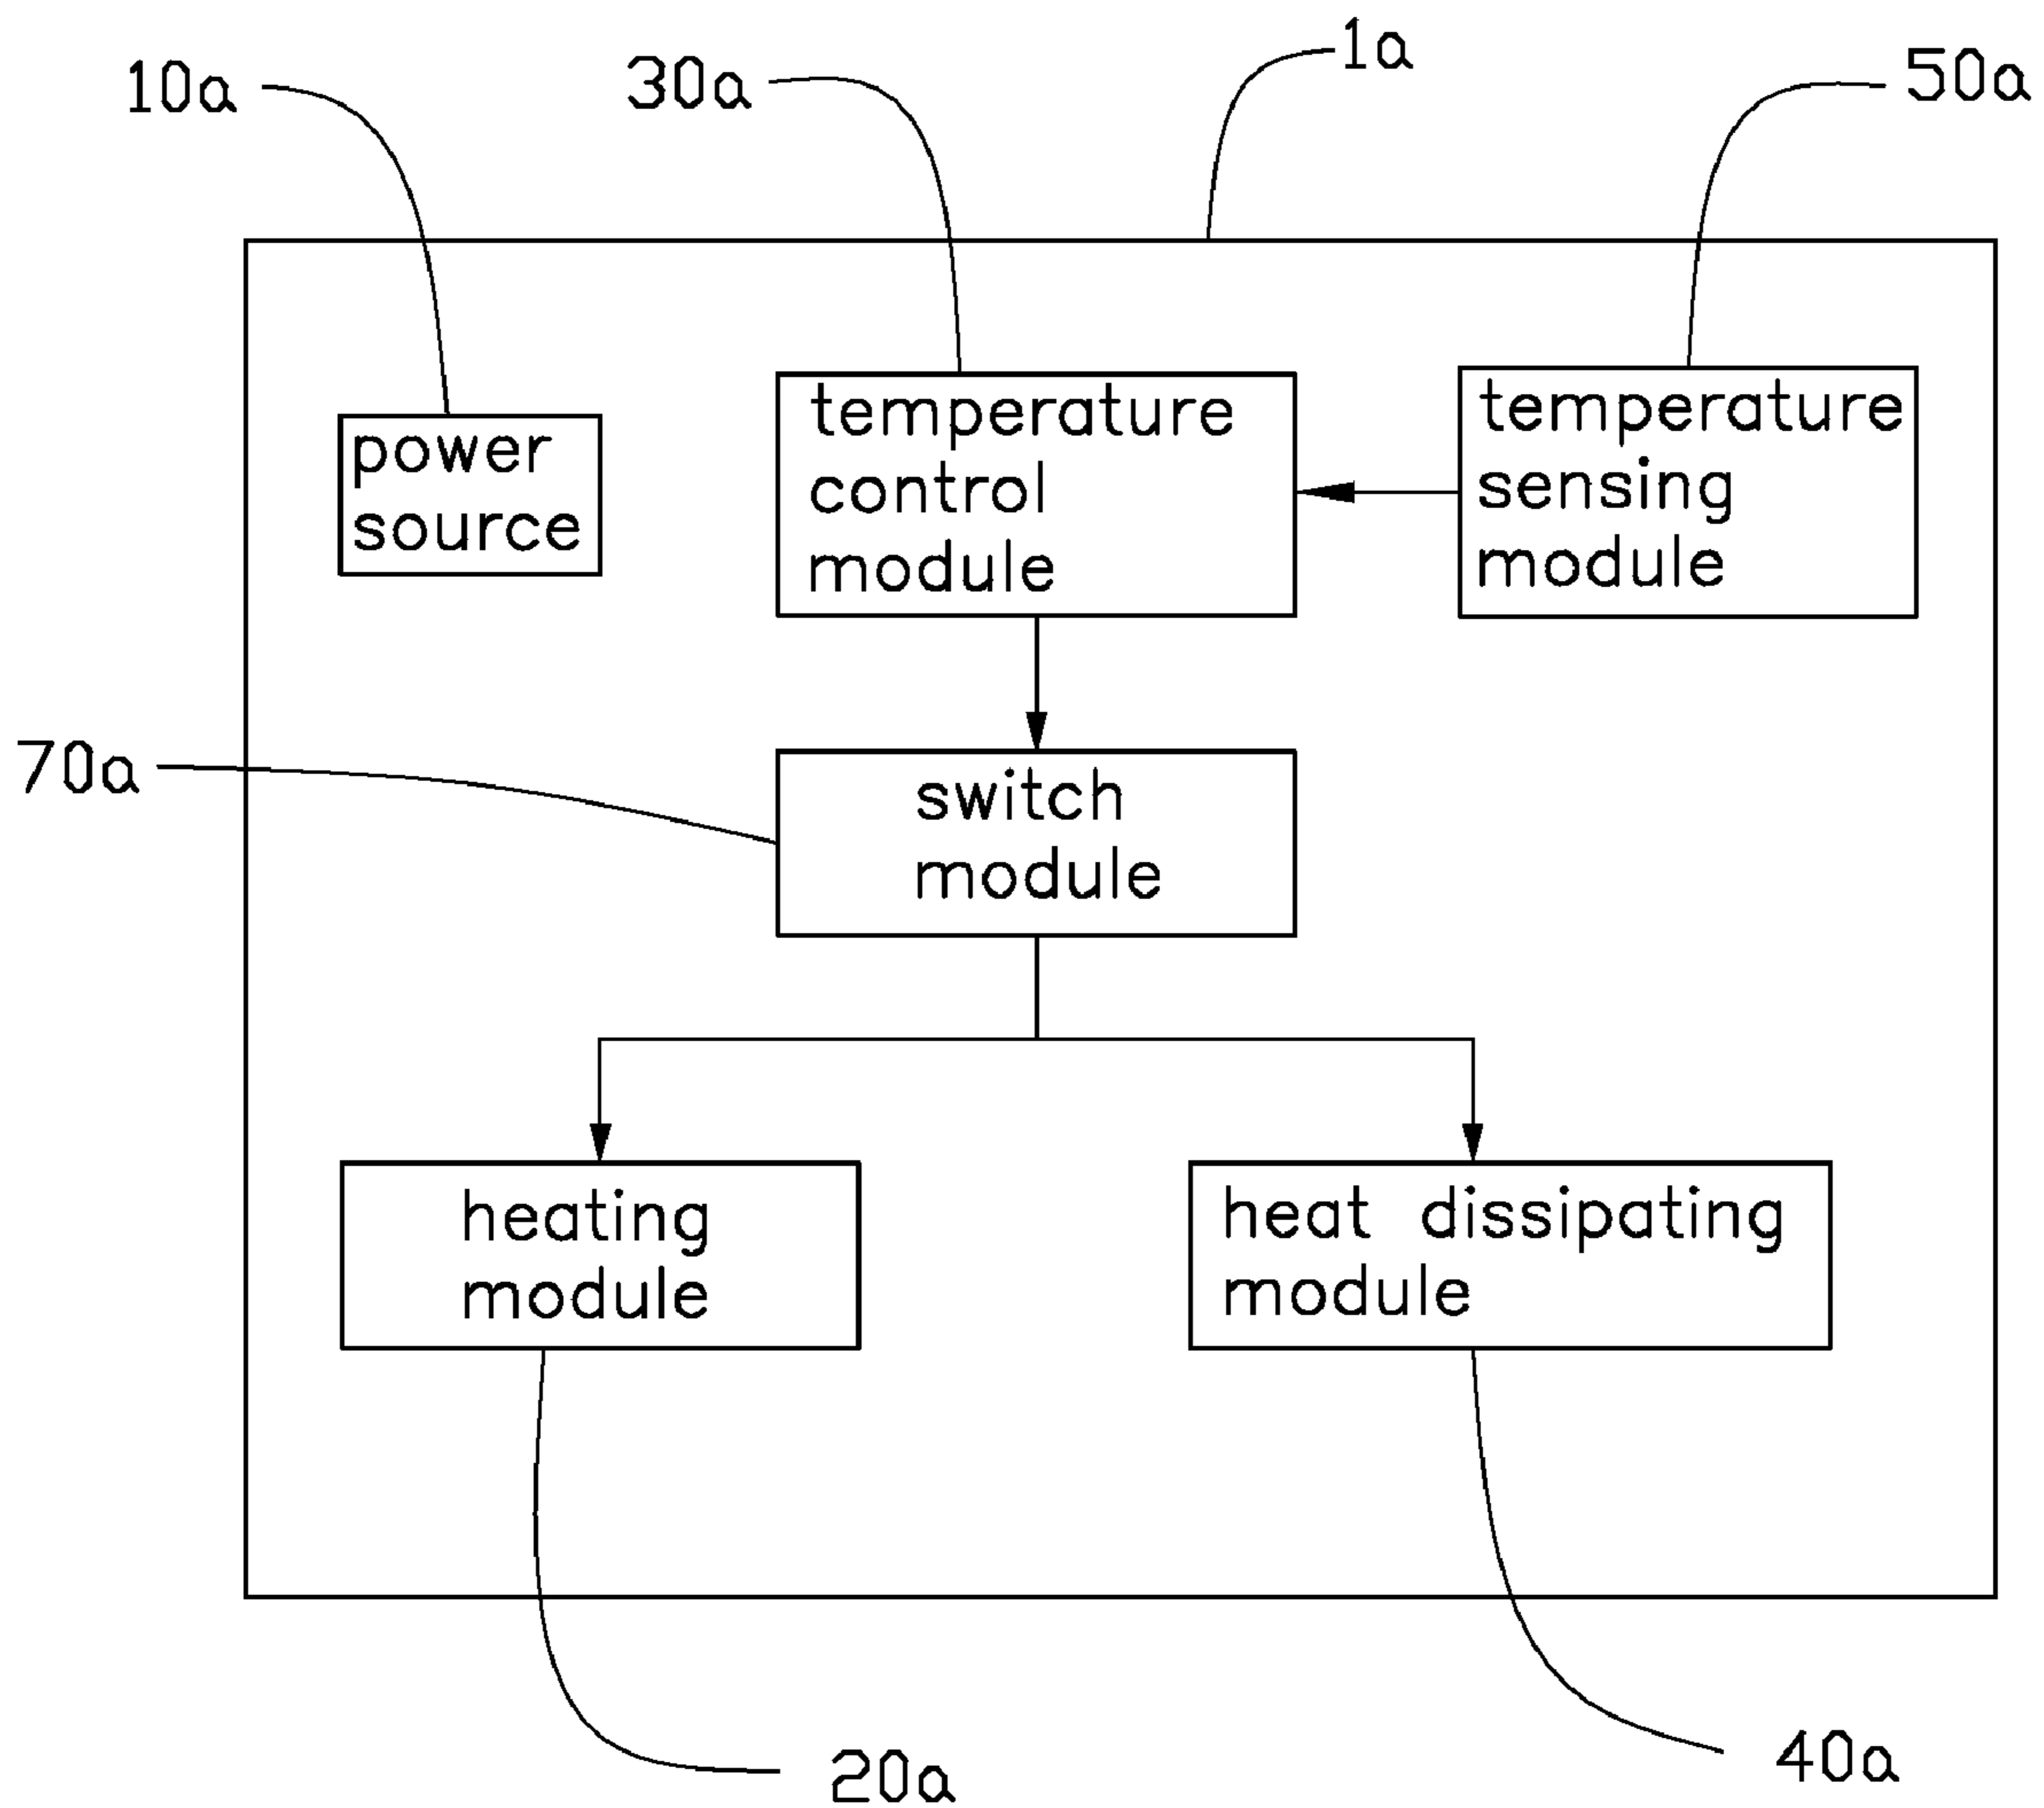 1a
10a
30a
50a
power
source
temperature
control
module
temperature
sensing
module
70a
switch
module
heating
module
heat dissipating
module
20a
40a